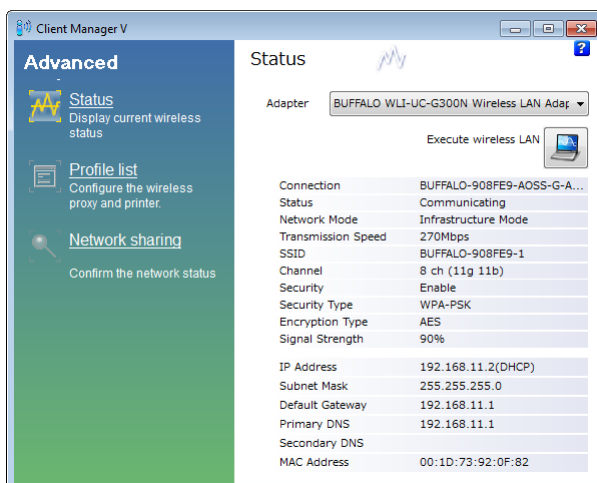 Client Manager V
?
Advanced
Status
Display current wireless
status
Profile list
Configure the wireless
proxy and printer.
Network sharing
Confirm the network status
Status
Adapter BUFFALO WLI-UC-G300N Wireless LAN Adap
Execute wireless LAN
Connection BUFFALO-908FE9-AOSS-G-A...
Status Communicating
Network Mode Infrastructure Mode
Transmission Speed 270Mbps
SSID BUFFALO-908FE9-1
Channel 8 ch (11g 11b)
Security Enable
Security Type WPA-PSK
Encryption Type AES
Signal Strength 90%
IP Address 192.168.11.2(DHCP)
Subnet Mask 255.255.255.0
Default Gateway 192.168.11.1
Primary DNS 192.168.11.1
Secondary DNS
MAC Address 00:1D:73:92:0F:82